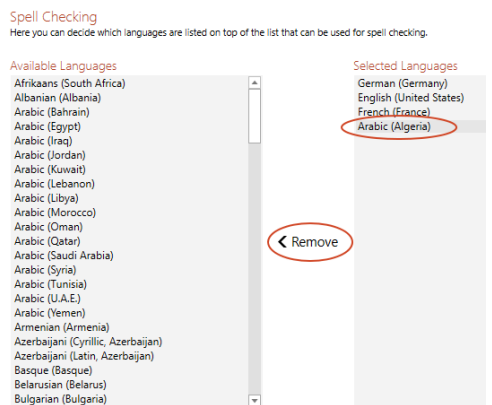 Spell Checking
Here you can decide which languages are listed on top of the list that can be used for spell checking.
Available Languages
Afrikaans (South Africa)
Albanian (Albania)
Arabic (Bahrain)
Arabic (Egypt)
Arabic (Iraq)
Arabic (Jordan)
Arabic (Kuwait)
Arabic (Lebanon)
Arabic (Libya)
Arabic (Morocco)
Arabic (Oman)
Arabic (Qatar)
Arabic (Saudi Arabia)
Arabic (Syria)
Arabic (Tunisia)
Arabic (U.A.E.)
Arabic (Yemen)
Armenian (Armenia)
Azerbaijani (Cyrillic, Azerbaijan)
Azerbaijani (Latin, Azerbaijan)
Basque (Basque)
Belarusian (Belarus)
Bulgarian (Bulgaria)
Remove
Selected Languages
German (Germany)
English (United States)
French (France)
Arabic (Algeria)